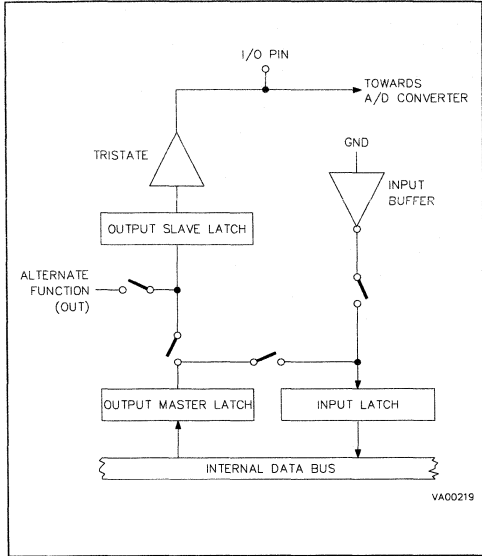 I/O PIN
TOWARDS
A/D CONVERTER
GND
TRISTATE
INPUT
BUFFER
OUTPUT SLAVE LATCH
ALTERNATE
FUNCTION
(OUT)
OUTPUT MASTER LATCH
INPUT LATCH
INTERNAL DATA BUS
VA00219